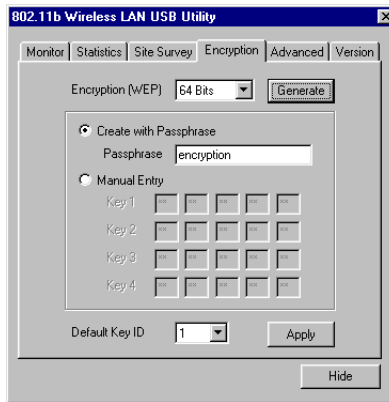 802.11b Wireless LAN USB Utility
Monitor Statistics Site Survey Encryption Advanced Version
Encryption (WEP) 64 Bits Generate
Create with Passphrase
Passphrase encryption
Manual Entry
Key 1 ** ** ** ** **
Key 2 ** ** ** ** **
Key 3 ** ** ** ** **
Key 4 ** ** ** ** **
Default Key ID 1 Apply
Hide